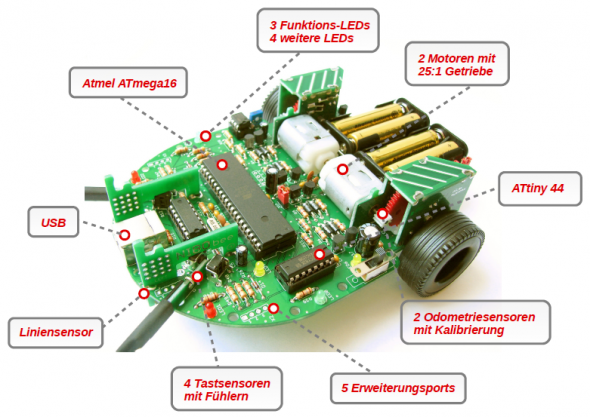 3 Funktions-LEDs
4 weitere LEDs
2 Motoren mit
25:1 Getriebe
Atmel ATmega16
ATtiny 44
USB
Liniensensor
2 Odometriesensoren
mit Kalibrierung
4 Tastsensoren
mit Fühlern
5 Erweiterungsports